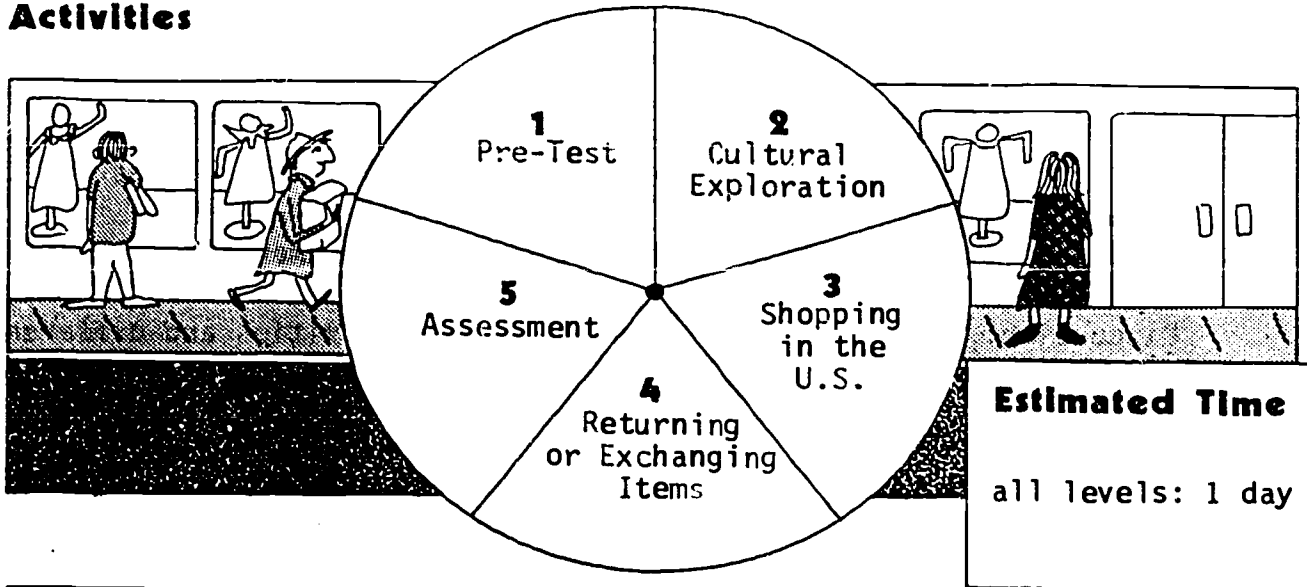 Activities
1
Pre-Test
2
Cultural
Exploration
3
Shopping
in the
U.S.
4
Returning
or Exchanging
Items
5
Assessment
Estimated Time
all levels: 1 day